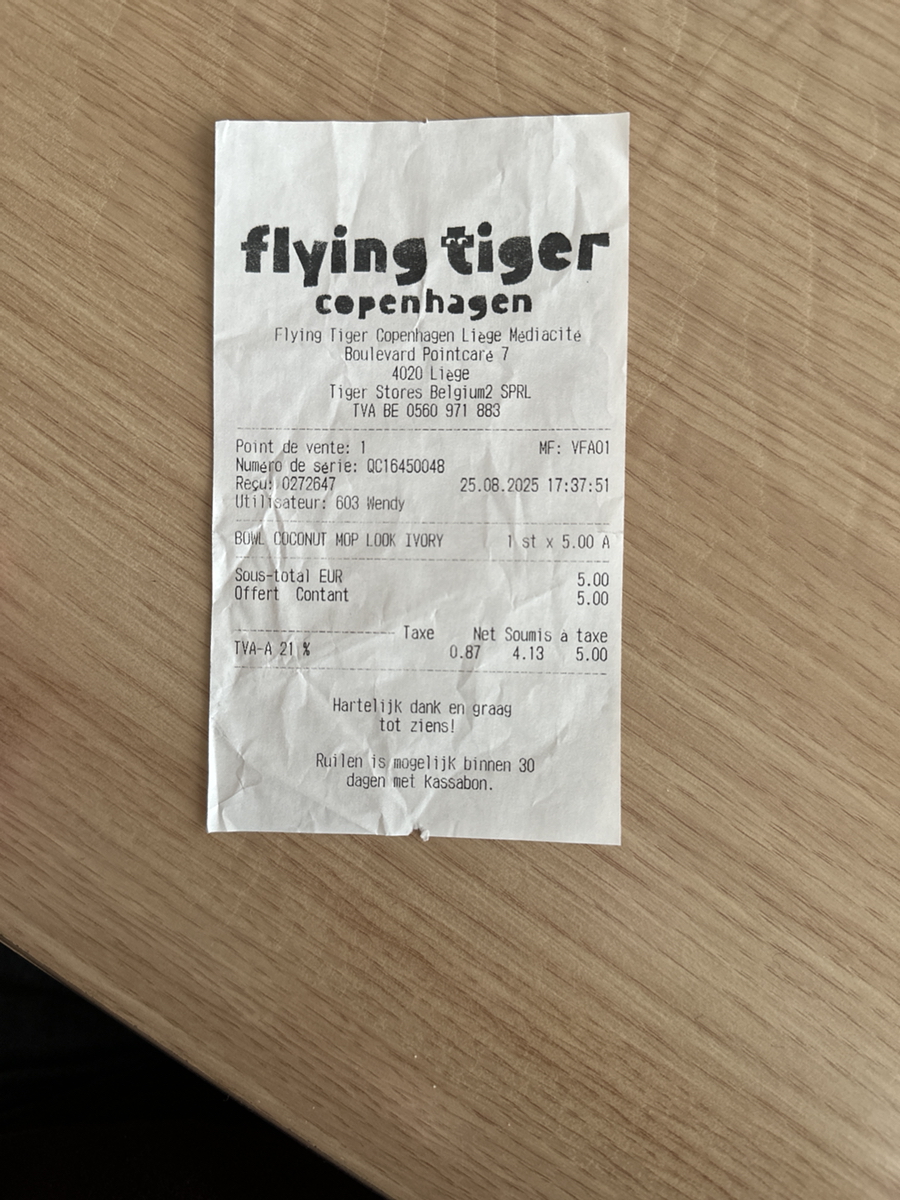 flying tiger
copenhagen
Flying Tiger Copenhagen Liège Médiacité
Boulevard Pointcaré 7
4020 Liège
Tiger Stores Belgium2 SPRL
TVA BE 0560 971 883
Point de vente: 1 MF: VFA01
Numéro de série: QC16450048
Reçu: 0272647 25.08.2025 17:37:51
Utilisateur: 603 Wendy
BOWL COCONUT MOP LOOK IVORY 1 st x 5.00 A
Sous-total EUR 5.00
Offert Contant 5.00
Taxe Net Soumis à taxe
TVA-A 21 % 0.87 4.13 5.00
Hartelijk dank en graag
tot ziens!
Ruilen is mogelijk binnen 30
dagen met Kassabon.